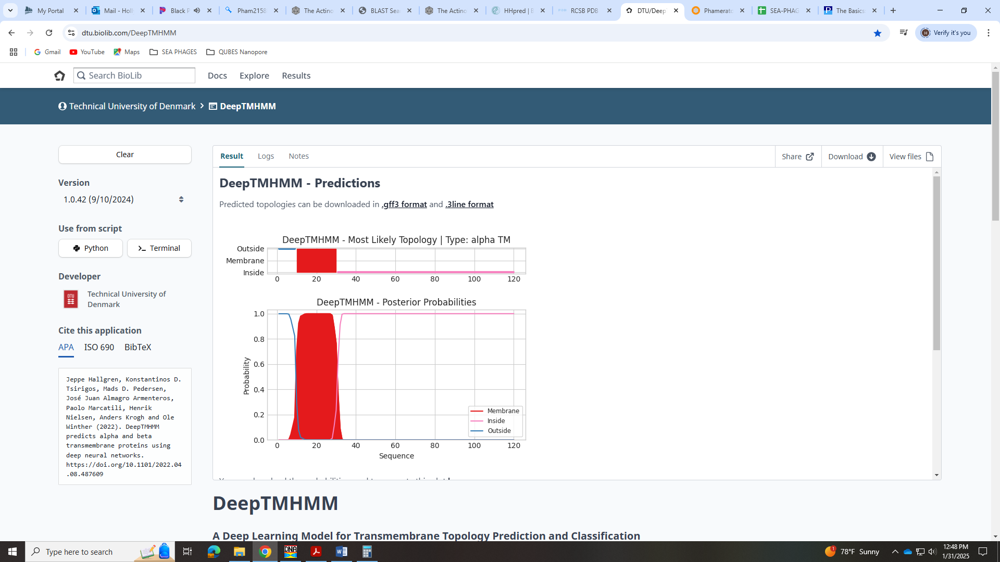 My Portal
Mail - Holl
Black P
Pham2158
The Actino
BLAST Sea
The Actino
HHpred | B
RCSB PDB
DTU/Deep
Phamerato
SEA-PHAG
The Basics
dtu.biolib.com/DeepTMHMM
Verify it's you
Gmail YouTube Maps SEA PHAGES QUBES Nanopore
Search BioLib Docs Explore Results
Technical University of Denmark > DeepTMHMM
Clear
Version
1.0.42 (9/10/2024)
Use from script
Python Terminal
Developer
DTU
Technical University of
Denmark
Cite this application
APA ISO 690 BibTeX
Jeppe Hallgren, Konstantinos D.
Tsirigos, Mads D. Pedersen,
José Juan Almagro Armenteros,
Paolo Marcatili, Henrik
Nielsen, Anders Krogh and Ole
Winther (2022). DeepTMHMM
predicts alpha and beta
transmembrane proteins using
deep neural networks.
https://doi.org/10.1101/2022.04
.08.487609
Result Logs Notes Share Download View files
DeepTMHMM - Predictions
Predicted topologies can be downloaded in .gff3 format and .3line format
DeepTMHMM - Most Likely Topology | Type: alpha TM
Outside
Membrane
Inside
0 20 40 60 80 100 120
DeepTMHMM - Posterior Probabilities
1.0
0.8
0.6
0.4
0.2
0.0
Probability
Membrane
Inside
Outside
0 20 40 60 80 100 120
Sequence
DeepTMHMM
A Deep Learning Model for Transmembrane Topology Prediction and Classification
Type here to search
DNA
1
78°F Sunny
12:48 PM
1/31/2025